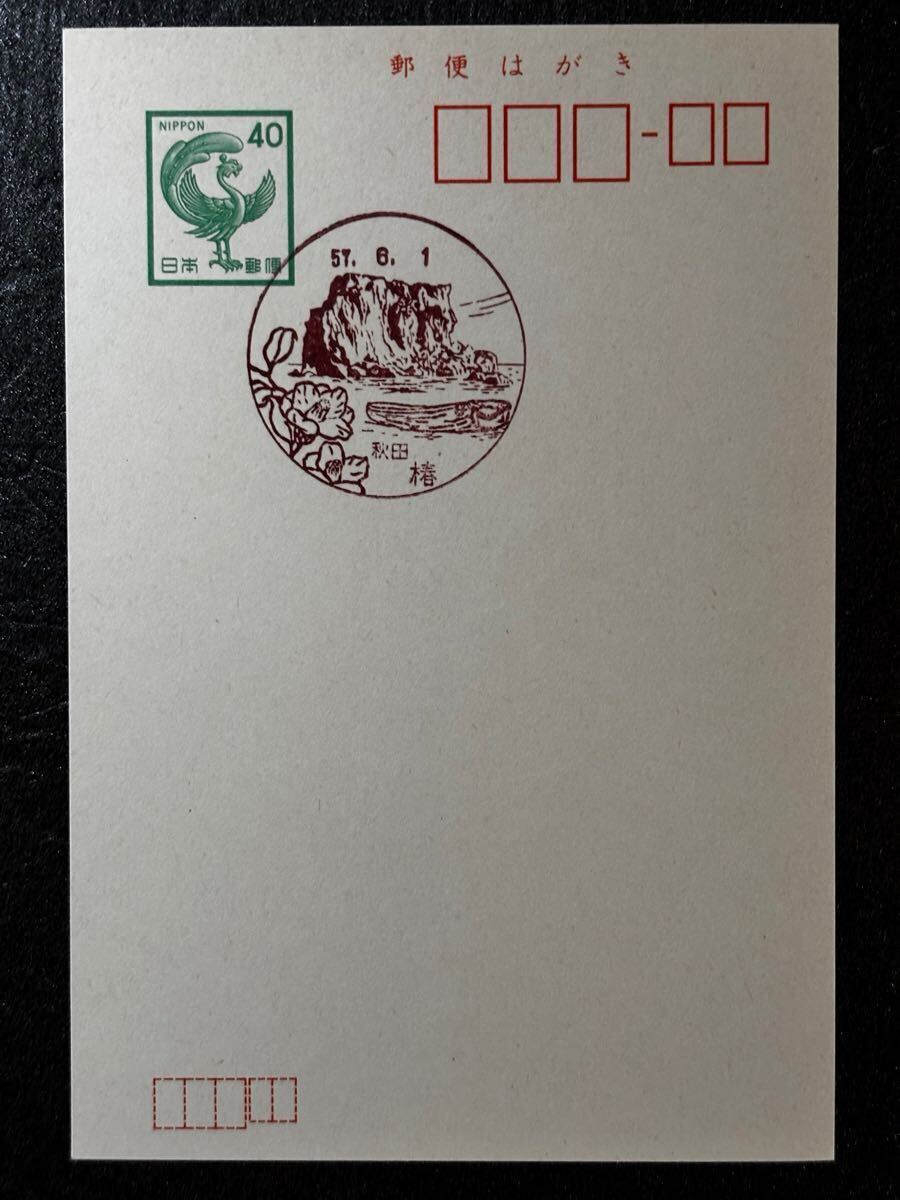 郵便はがき
NIPPON 40
日本郵便
57. 6. 1
秋田
椿